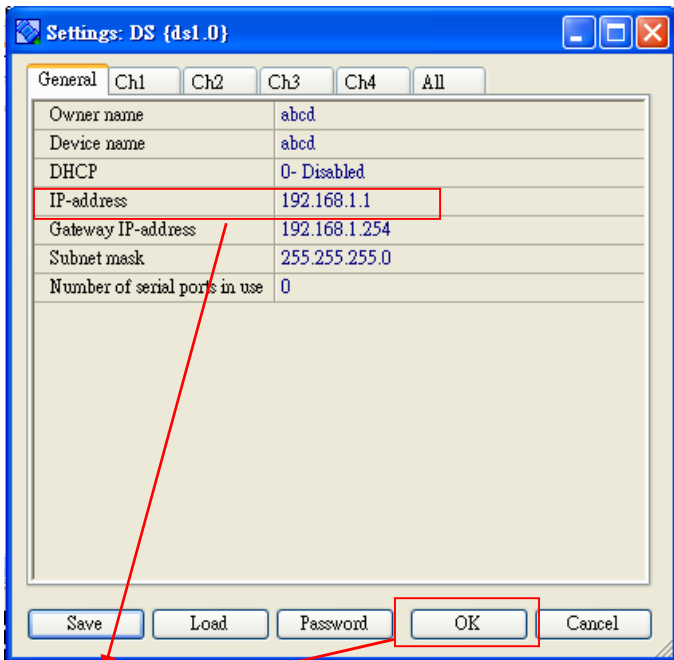 Settings: DS {ds1.0}
General Ch1 Ch2 Ch3 Ch4 All
Owner name abcd
Device name abcd
DHCP 0- Disabled
IP-address 192.168.1.1
Gateway IP-address 192.168.1.254
Subnet mask 255.255.255.0
Number of serial ports in use 0
Save Load Password OK Cancel